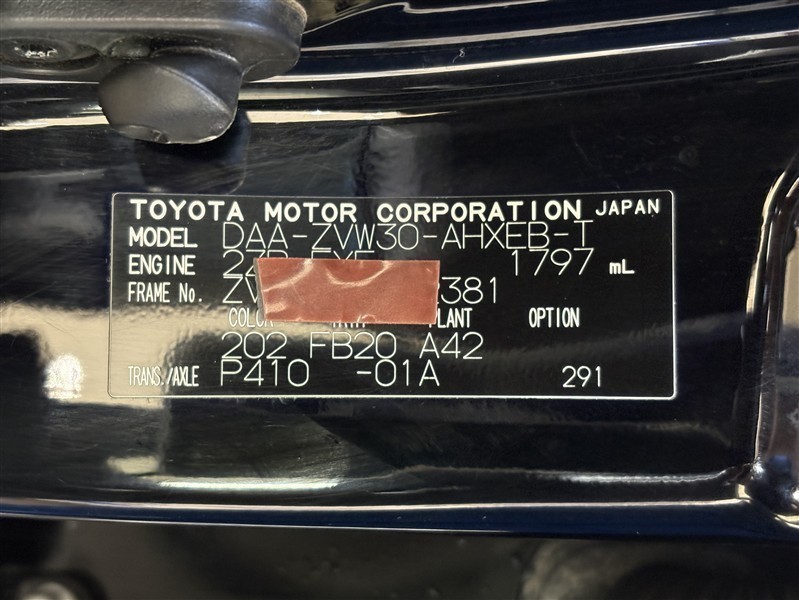 TOYOTA MOTOR CORPORATION JAPAN
MODEL DAA-ZVW30-AHXEB-T
ENGINE 1797 mL
FRAME No. 381
PLANT OPTION
202 FB20 A42
TRANS./AXLE P410 -01A 291